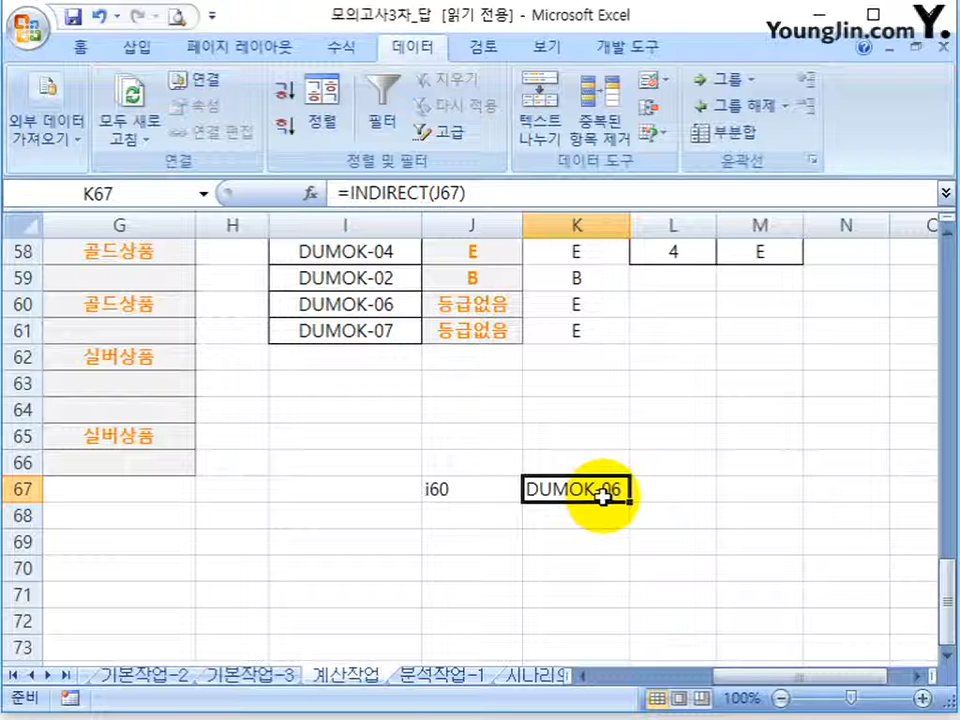 모의고사3차_답 [읽기 전용] - Microsoft Excel
YoungJin.com Y.
홈 삽입 페이지 레이아웃 수식 데이터 검토 보기 개발 도구
외부 데이터 가져오기
모두 새로 고침
연결
속성
연결 편집
연결
정렬
필터
지우기
다시 적용
고급
정렬 및 필터
텍스트 나누기
중복된 항목 제거
데이터 도구
그룹
그룹 해제
부분합
윤곽선
K67 fx =INDIRECT(J67)
G H I J K L M N
58 골드상품 DUMOK-04 E E 4 E
59 DUMOK-02 B B
60 골드상품 DUMOK-06 등급없음 E
61 DUMOK-07 등급없음 E
62 실버상품
63
64
65 실버상품
66
67 i60 DUMOK-06
68
69
70
71
72
73
기본작업-2 기본작업-3 계산작업 분석작업-1
준비 100%